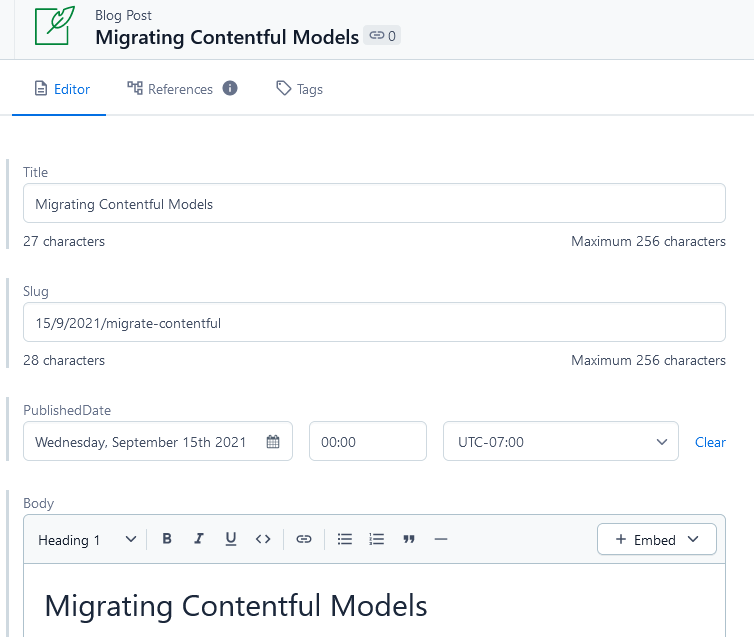 Blog Post
Migrating Contentful Models 0
Editor References i Tags
Title
Migrating Contentful Models
27 characters Maximum 256 characters
Slug
15/9/2021/migrate-contentful
28 characters Maximum 256 characters
PublishedDate
Wednesday, September 15th 2021 00:00 UTC-07:00 Clear
Body
Heading 1 B I U <> + Embed
Migrating Contentful Models